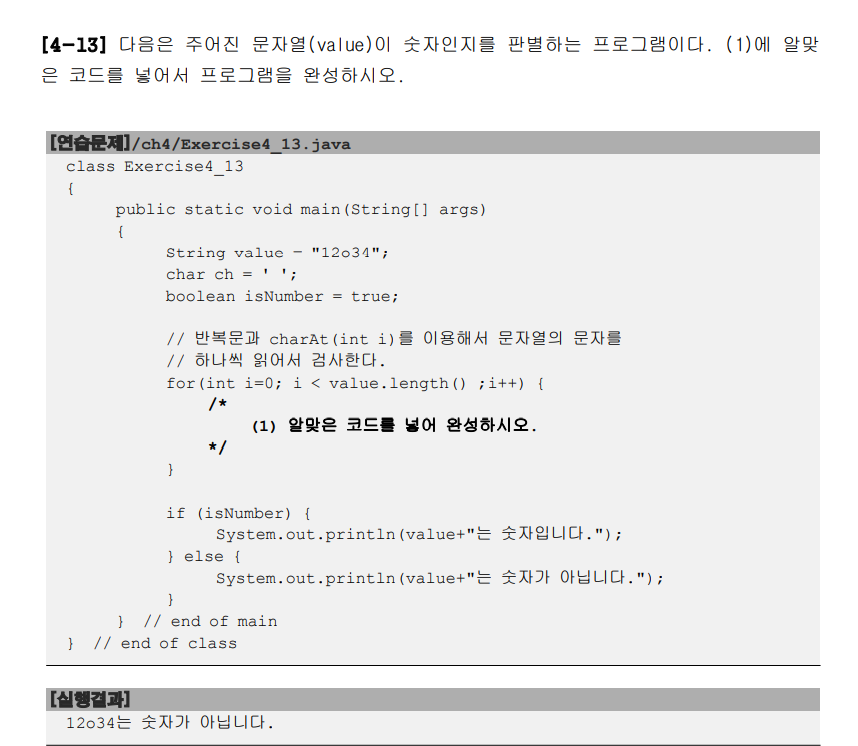 [4-13] 다음은 주어진 문자열(value)이 숫자인지를 판별하는 프로그램이다. (1)에 알맞
은 코드를 넣어서 프로그램을 완성하시오.
[연습문제]/ch4/Exercise4_13.java
class Exercise4_13
{
public static void main(String[] args)
{
String value = "12o34";
char ch = ' ';
boolean isNumber = true;
// 반복문과 charAt(int i)를 이용해서 문자열의 문자를
// 하나씩 읽어서 검사한다.
for(int i=0; i < value.length() ;i++) {
/*
(1) 알맞은 코드를 넣어 완성하시오.
*/
}
if (isNumber) {
System.out.println(value+"는 숫자입니다.");
} else {
System.out.println(value+"는 숫자가 아닙니다.");
}
} // end of main
} // end of class
[실행결과]
12o34는 숫자가 아닙니다.